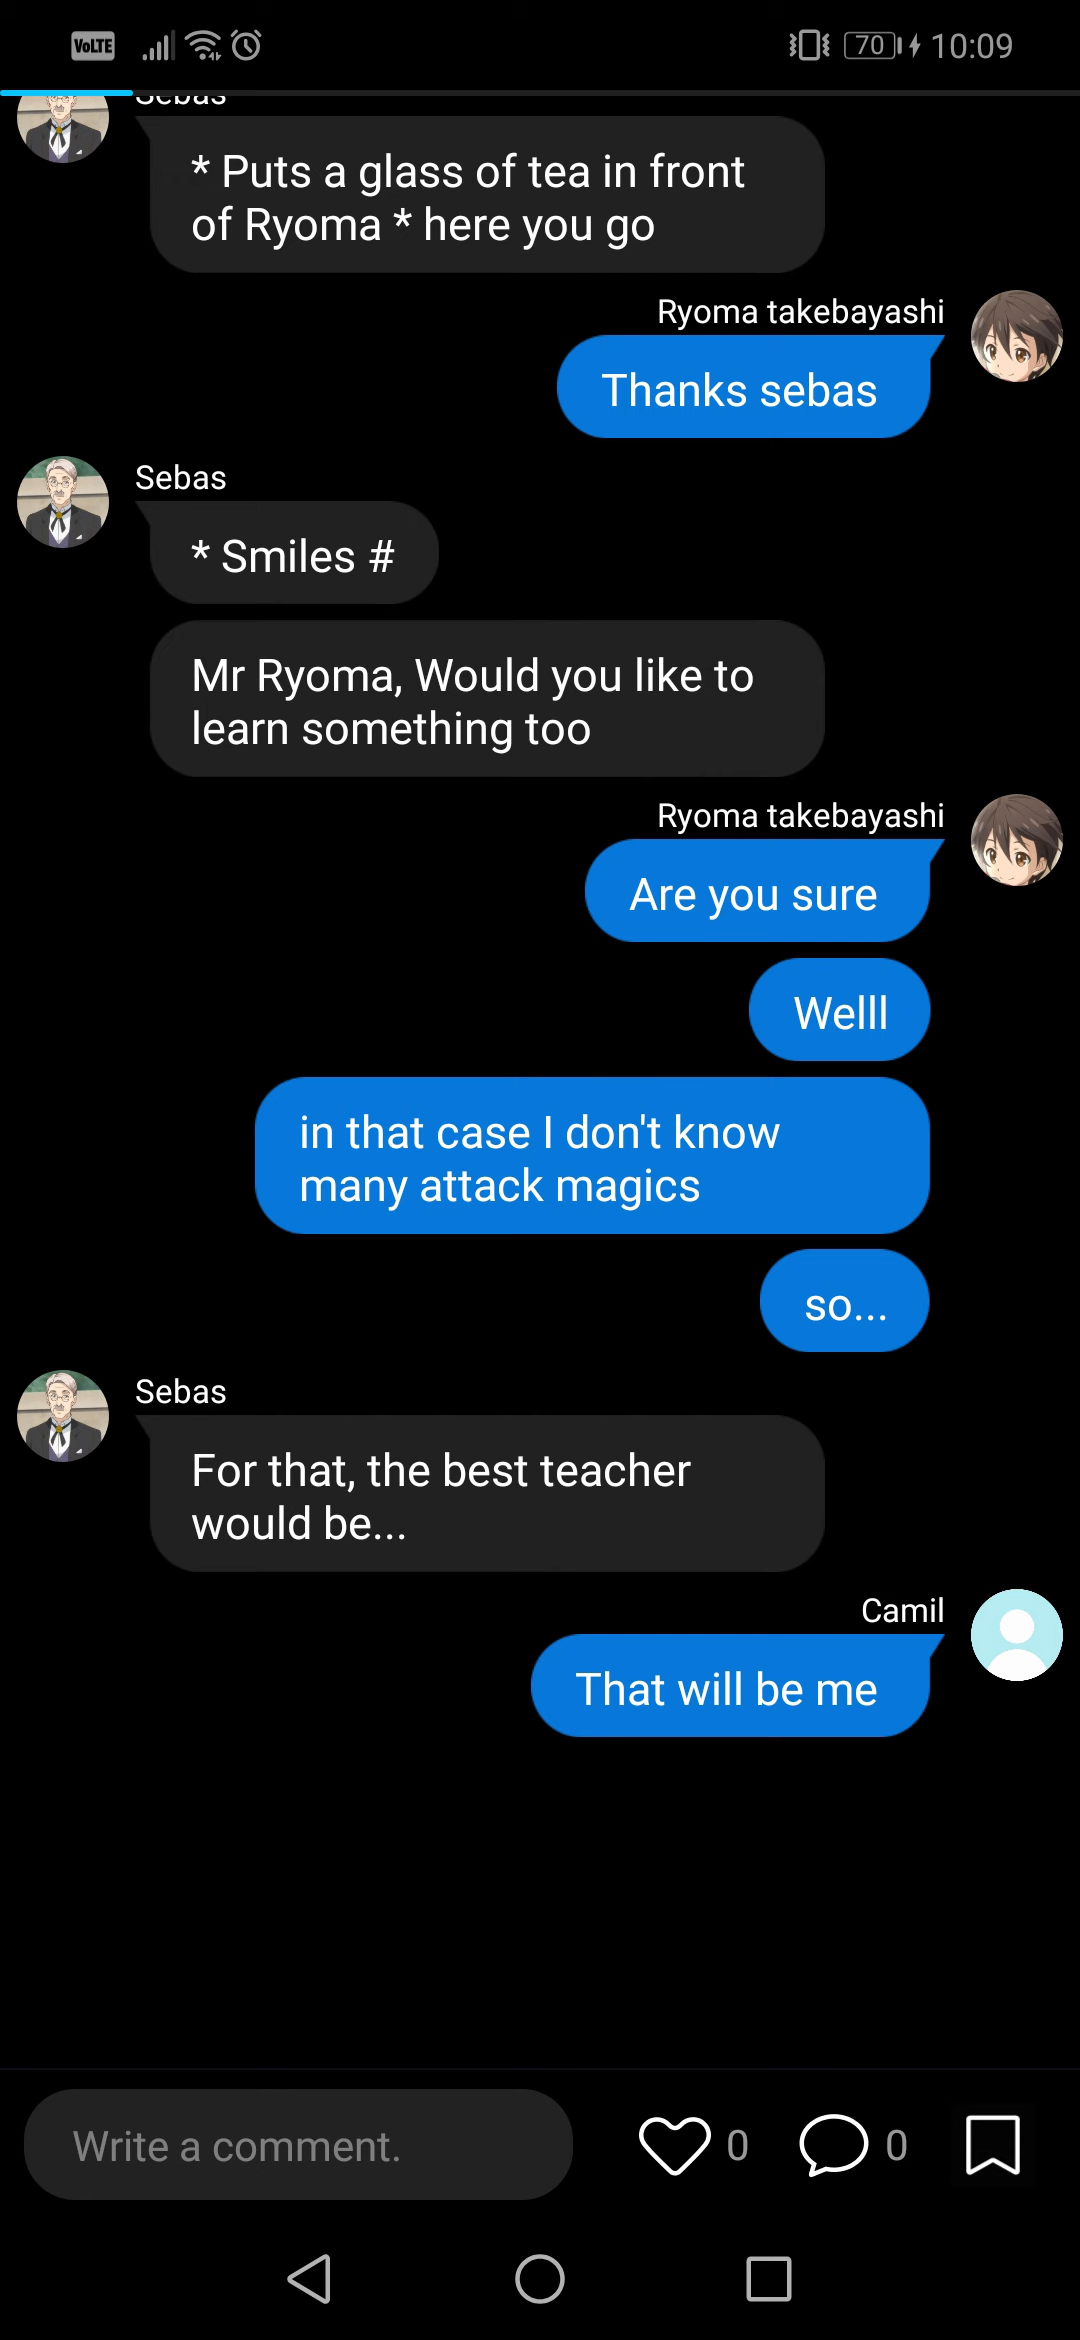 VoLTE
70
10:09
Sebas
* Puts a glass of tea in front
of Ryoma * here you go
Ryoma takebayashi
Thanks sebas
Sebas
* Smiles #
Mr Ryoma, Would you like to
learn something too
Ryoma takebayashi
Are you sure
Welll
in that case I don't know
many attack magics
so...
Sebas
For that, the best teacher
would be...
Camil
That will be me
Write a comment.
0
0